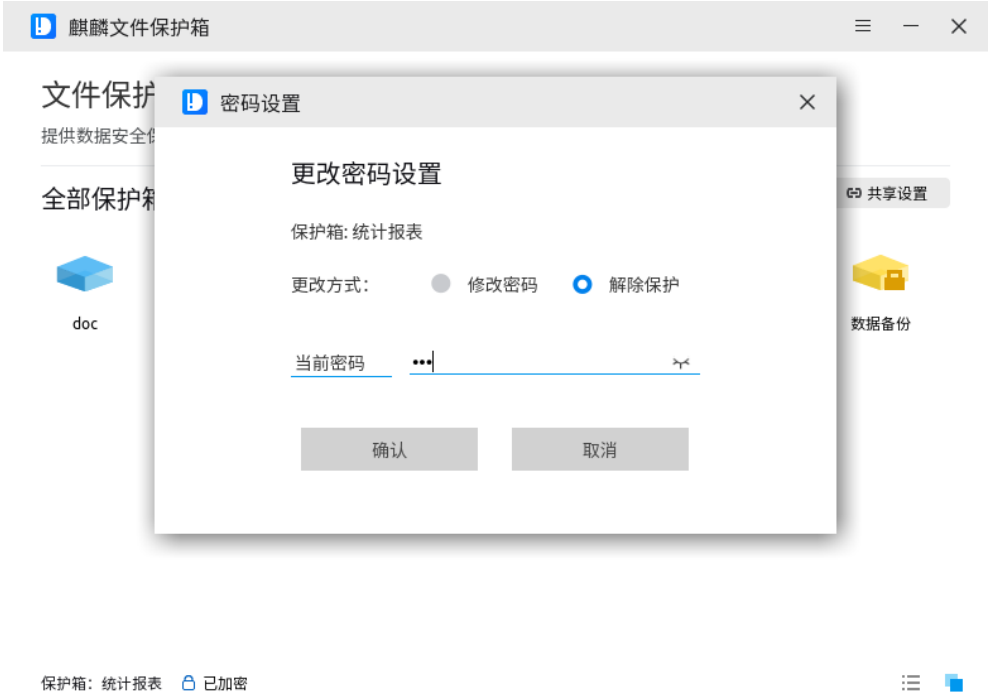 麒麟文件保护箱
文件保护
提供数据安全保
密码设置
更改密码设置
全部保护箱
共享设置
保护箱: 统计报表
更改方式:
修改密码
解除保护
doc
数据备份
当前密码
•••
确认
取消
保护箱: 统计报表
已加密